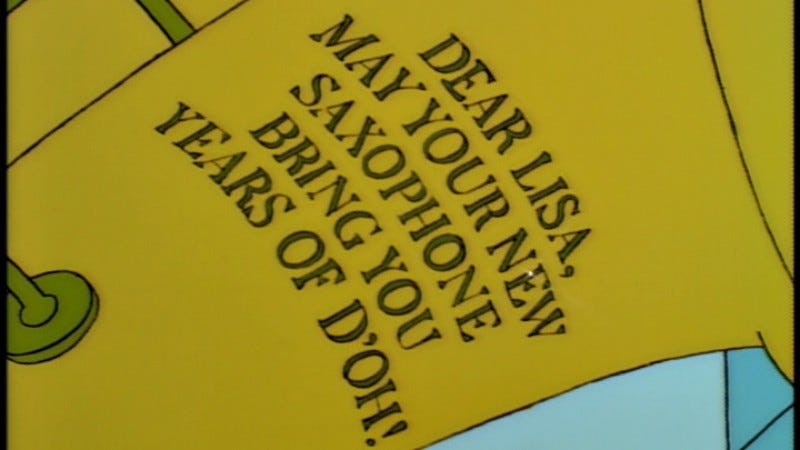 DEAR LISA,
MAY YOUR NEW
SAXOPHONE
BRING YOU
YEARS OF D'OH!